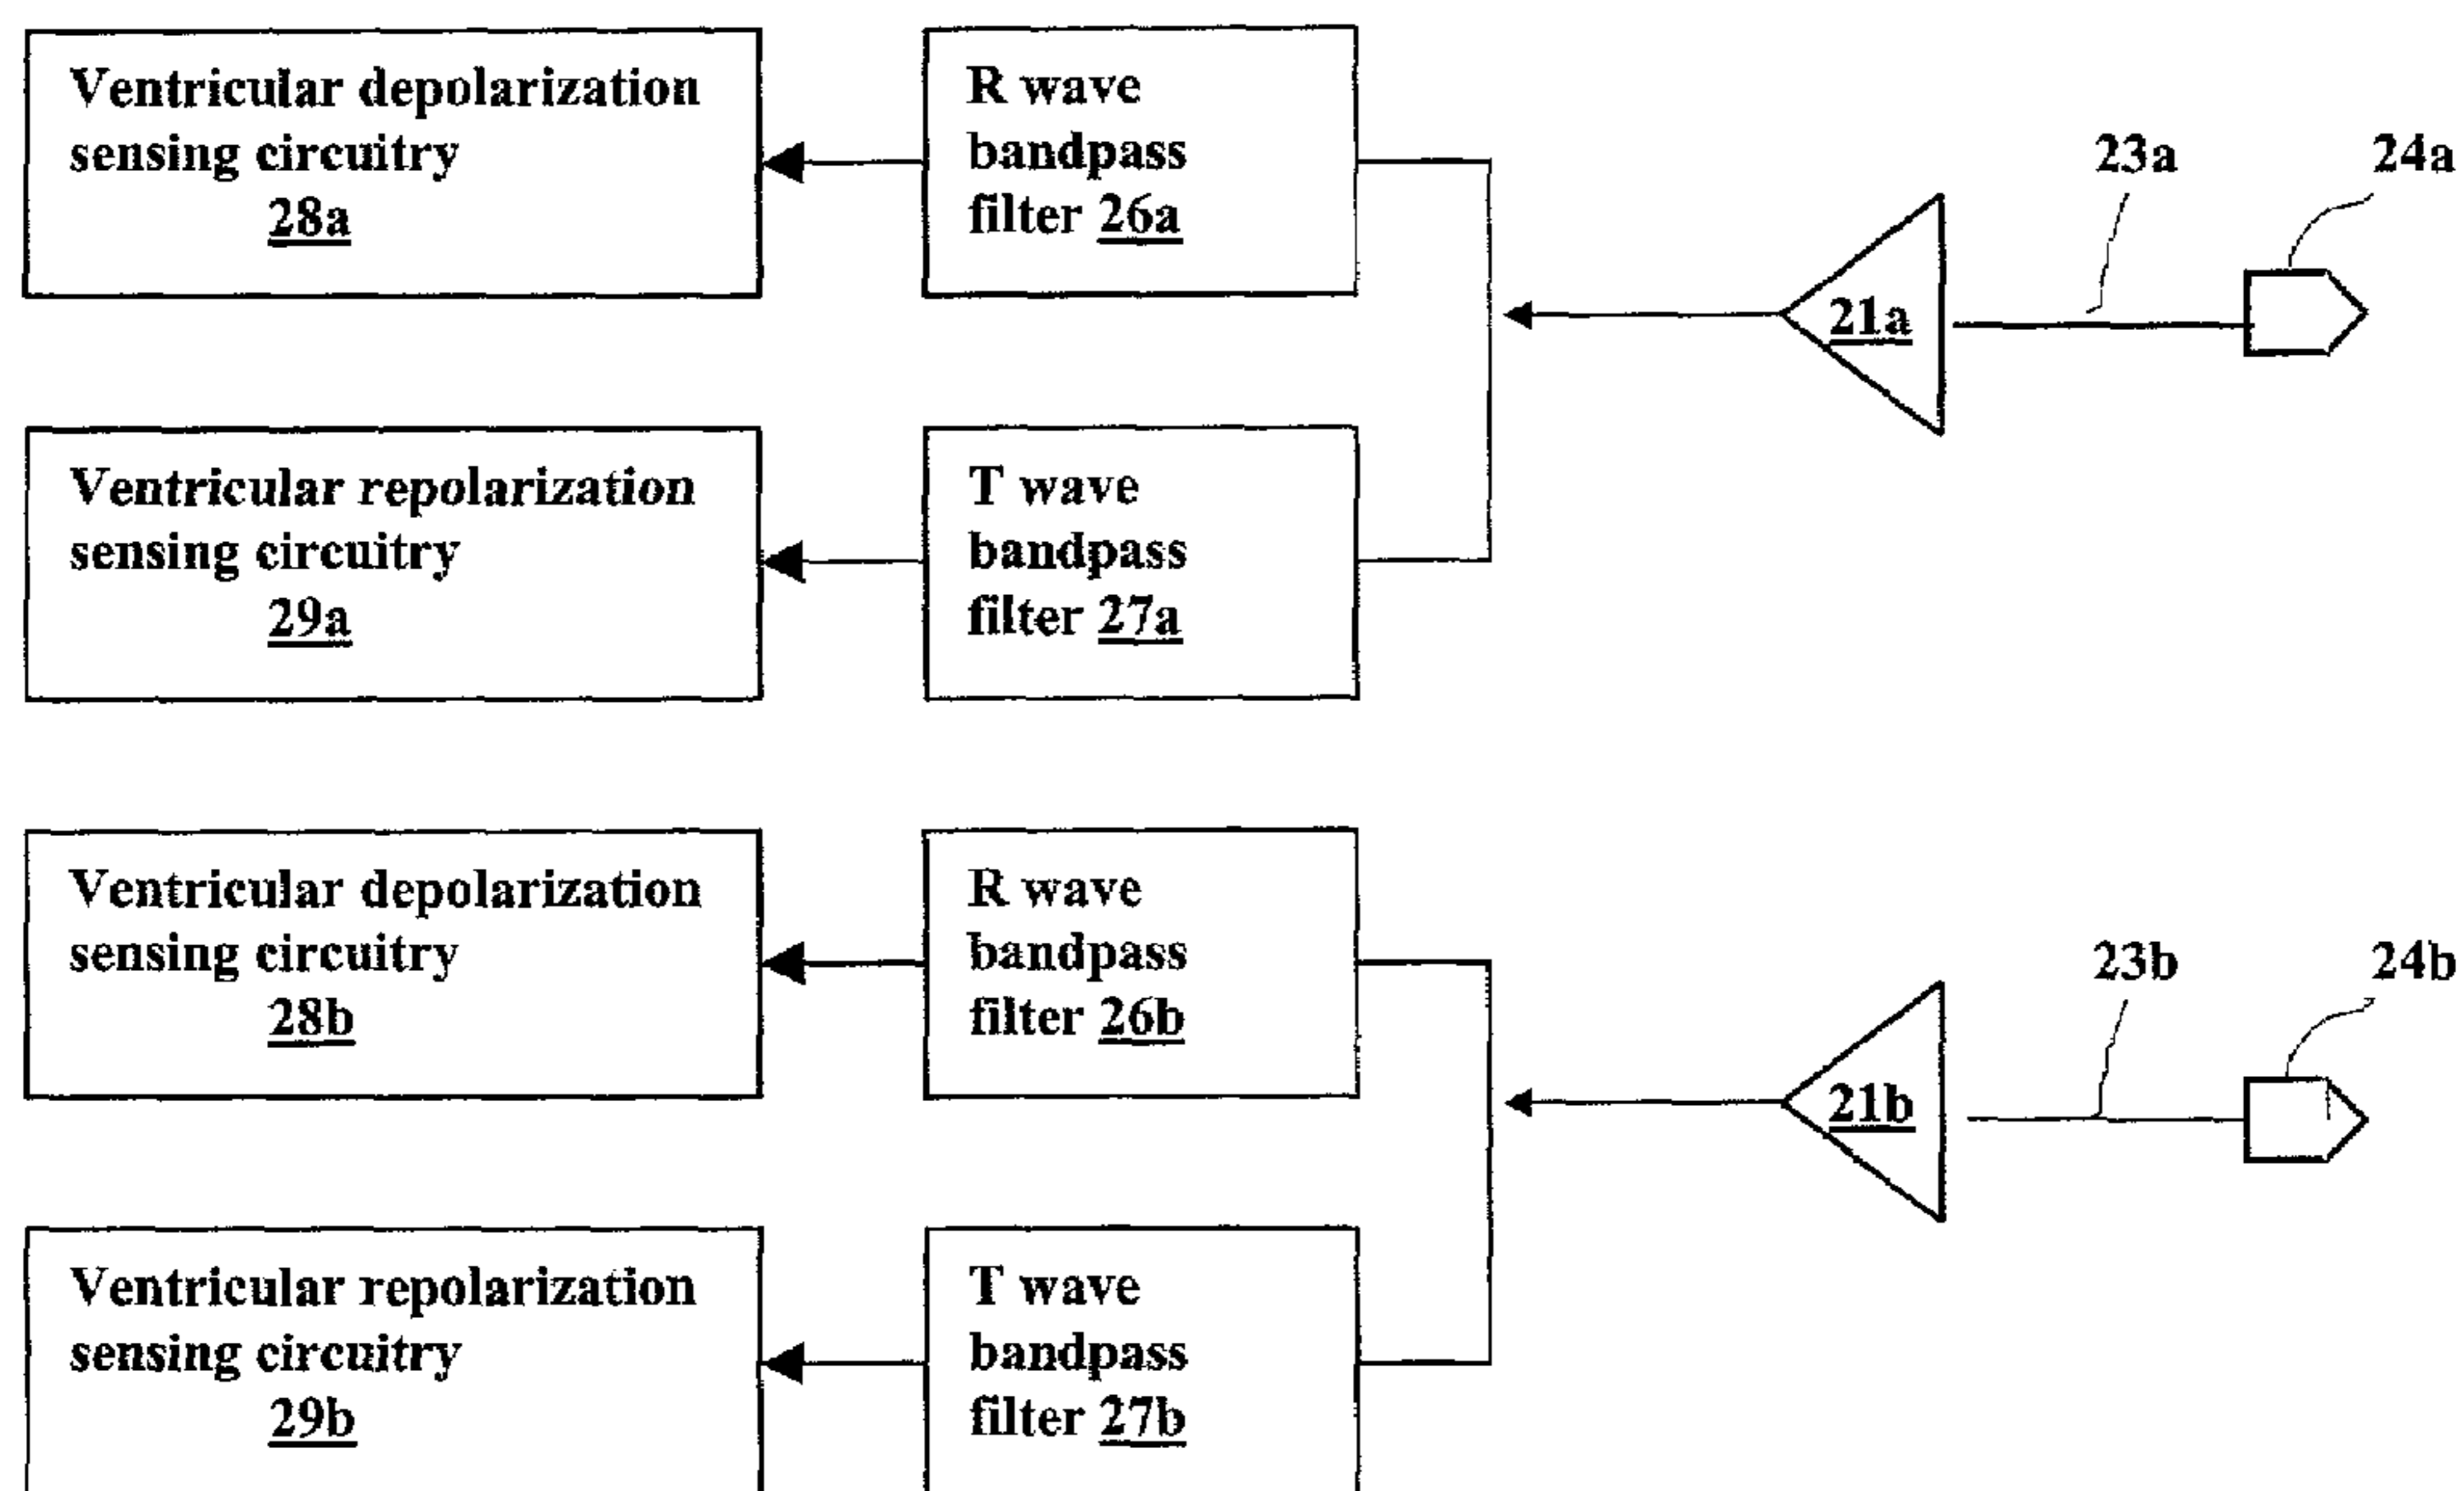 Ventricular depolarization
sensing circuitry
28a
R wave
bandpass
filter 26a
23a
24a
21a
Ventricular repolarization
sensing circuitry
29a
T wave
bandpass
filter 27a
Ventricular depolarization
sensing circuitry
28b
R wave
bandpass
filter 26b
23b
24b
21b
Ventricular repolarization
sensing circuitry
29b
T wave
bandpass
filter 27b